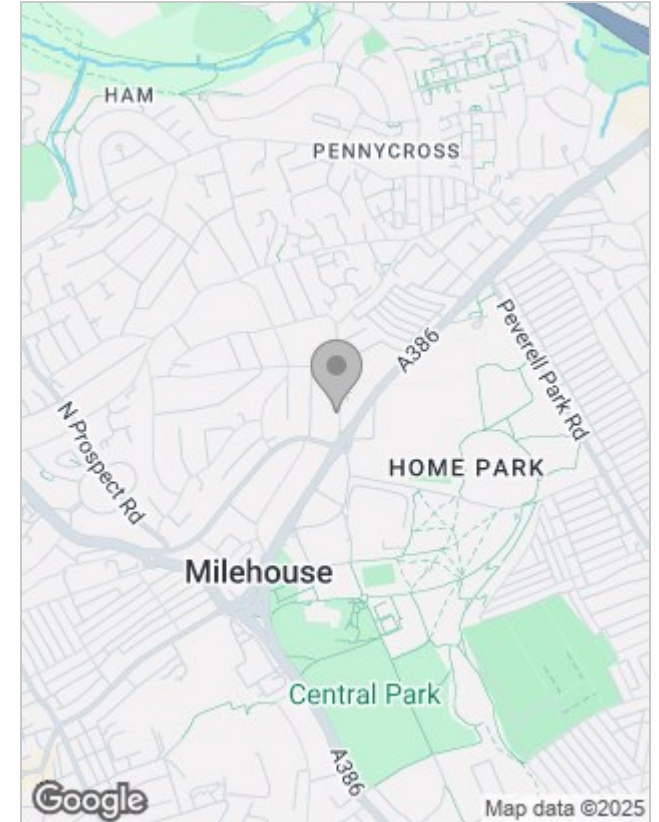 HAM
PENNYCROSS
A386
Peverell Park Rd
N Prospect Rd
HOME PARK
Milehouse
Central Park
A386
Google
Map data ©2025